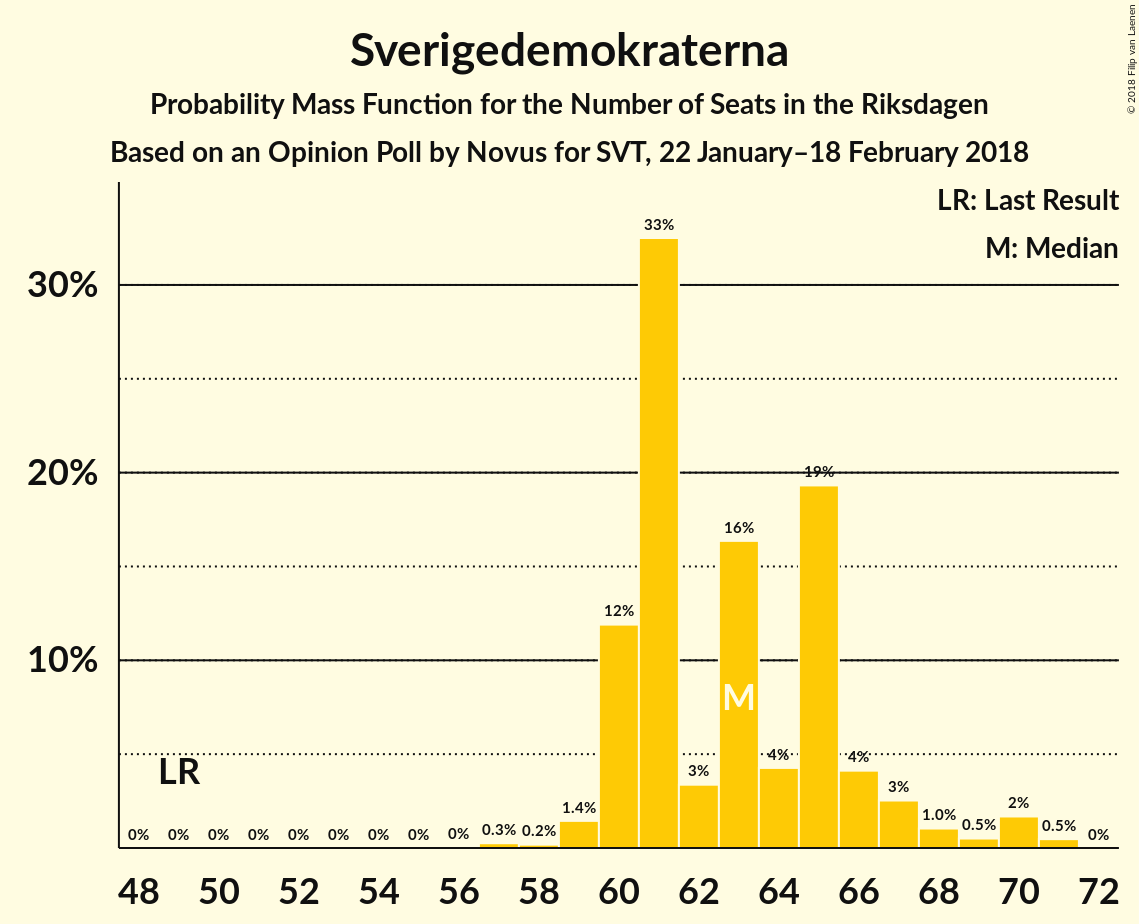 Sverigedemokraterna
Probability Mass Function for the Number of Seats in the Riksdagen
Based on an Opinion Poll by Novus for SVT, 22 January–18 February 2018
© 2018 Filip van Laenen
LR: Last Result
M: Median
30%
20%
10%
33%
19%
16%
12%
M
LR
0% 0% 0% 0% 0% 0% 0% 0% 0% 0.3% 0.2% 1.4% 3% 4% 4% 3% 1.0% 0.5% 2% 0.5% 0%
48 50 52 54 56 58 60 62 64 66 68 70 72